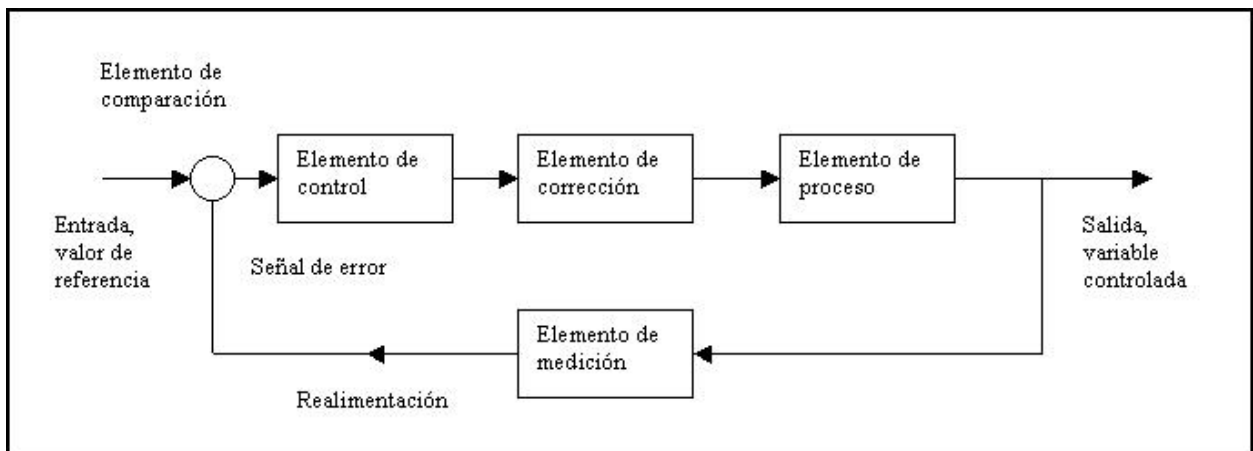 Elemento de
comparación
Elemento de
control
Elemento de
corrección
Elemento de
proceso
Entrada,
valor de
referencia
Señal de error
Salida,
variable
controlada
Elemento de
medición
Realimentación